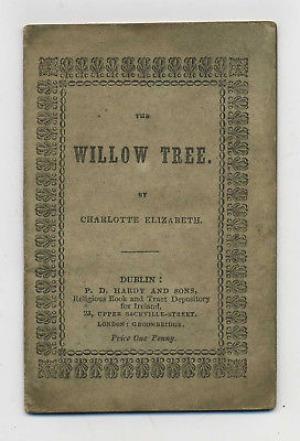 THE
WILLOW TREE.
BY
CHARLOTTE ELIZABETH.
DUBLIN:
P. D. HARDY AND SONS,
Religious Book and Tract Depository
for Ireland,
23, UPPER SACKVILLE-STREET.
LONDON: GROOMBRIDGE.
Price One Penny.